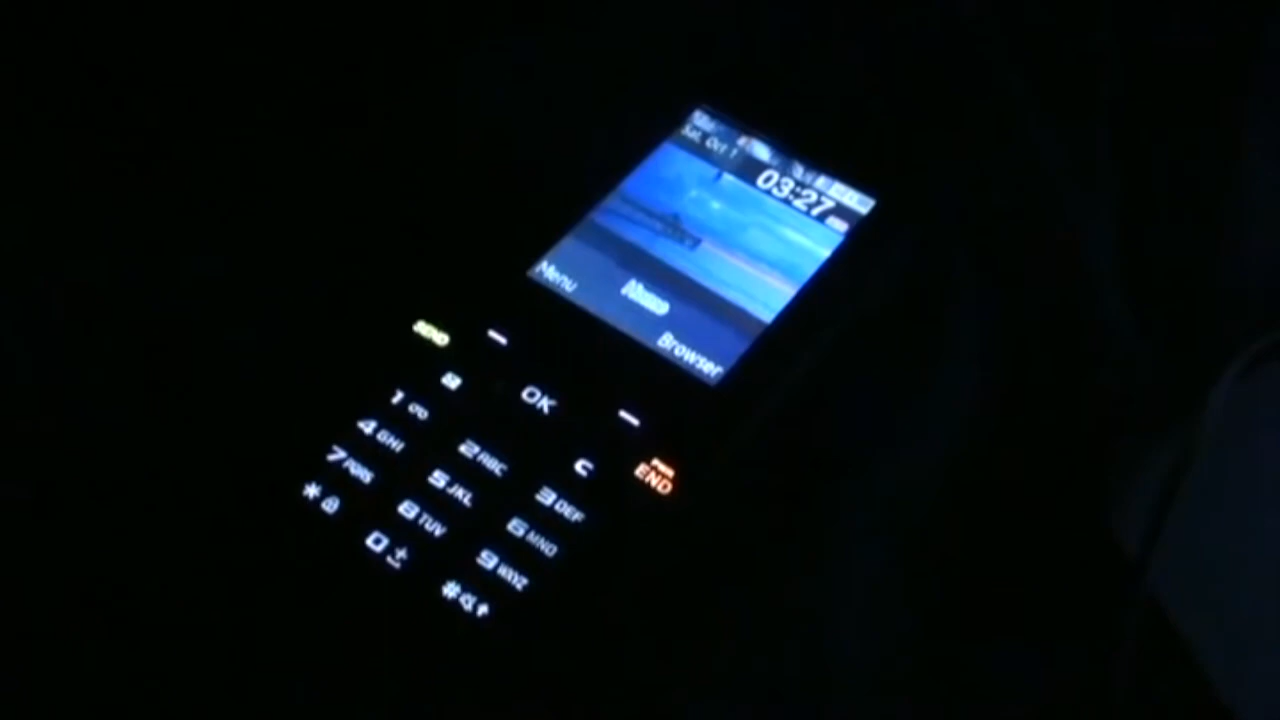 Sat, Oct 1
03:27
Menu
Browser
SEND
OK
C
END
1
2 ABC
3 DEF
4 GHI
5 JKL
6 MNO
7 PQRS
8 TUV
9 WXYZ
*
0 +
#